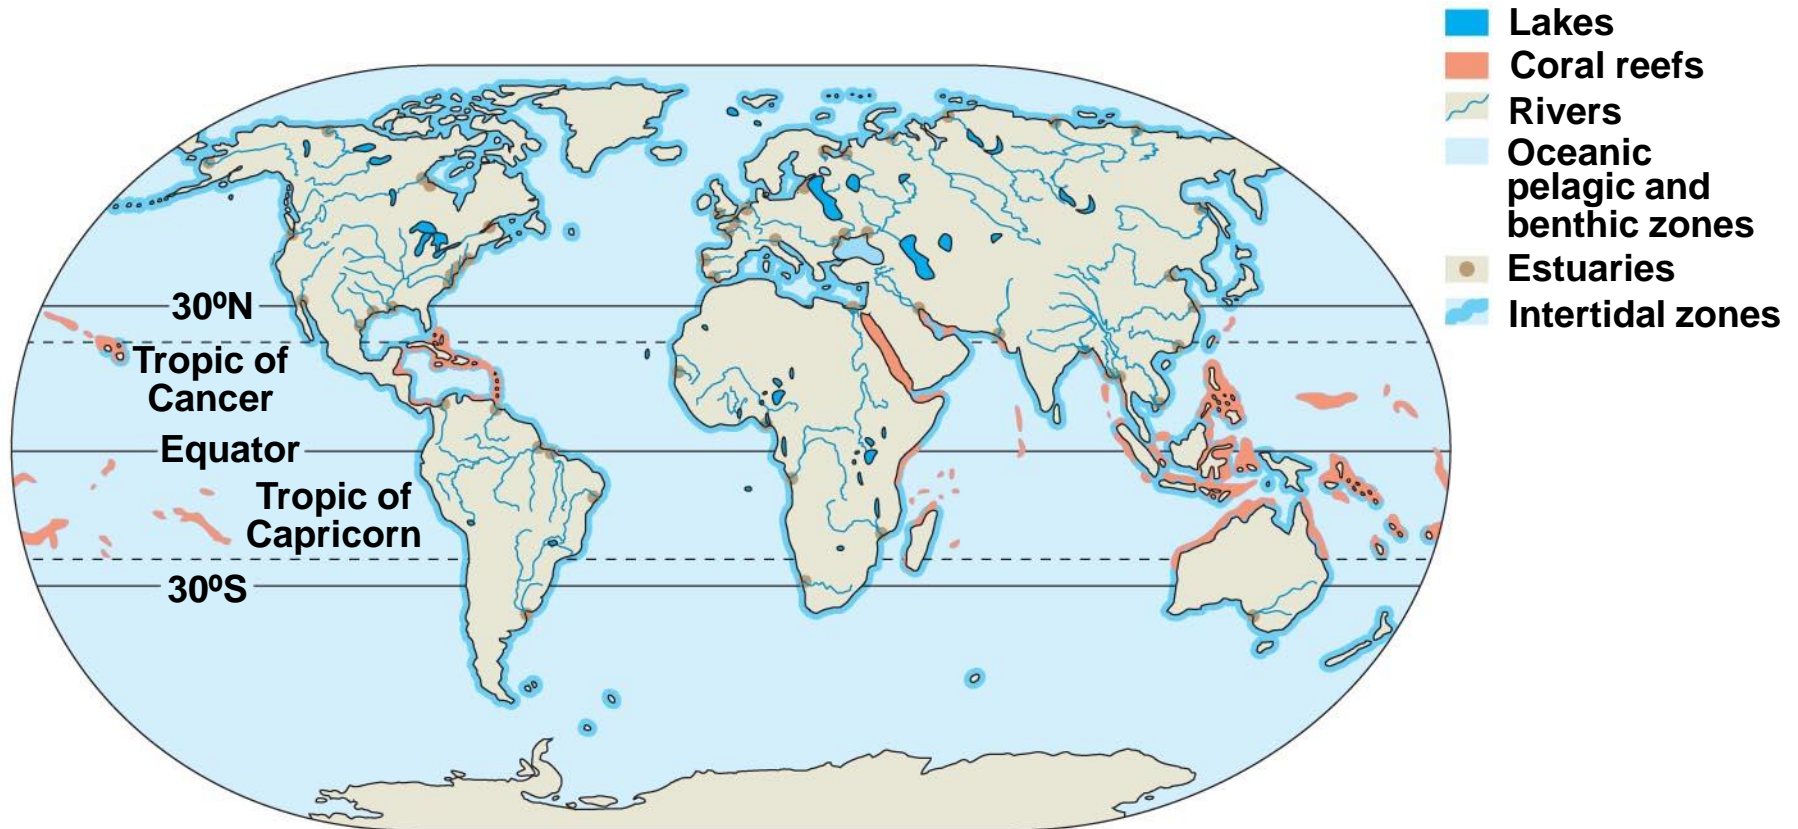 Lakes
Coral reefs
Rivers
Oceanic
pelagic and
benthic zones
Estuaries
Intertidal zones
30ºN
Tropic of
Cancer
Equator
Tropic of
Capricorn
30ºS